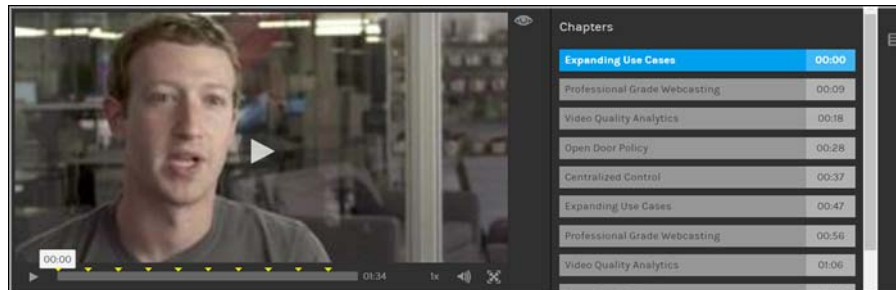 Chapters
Expanding Use Cases 00:00
Professional Grade Webcasting 00:09
Video Quality Analytics 00:18
Open Door Policy 00:28
Centralized Control 00:37
Expanding Use Cases 00:47
Professional Grade Webcasting 00:56
Video Quality Analytics 01:06
00:00
01:34
1x